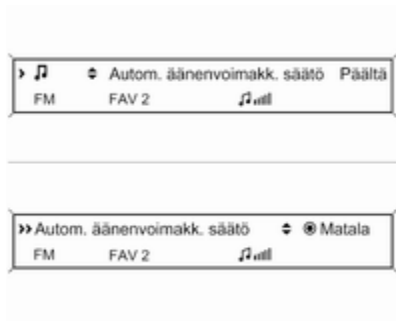 Autom. äänenvoimakk. säätö Päältä
FM FAV 2
Autom. äänenvoimakk. säätö Matala
FM FAV 2